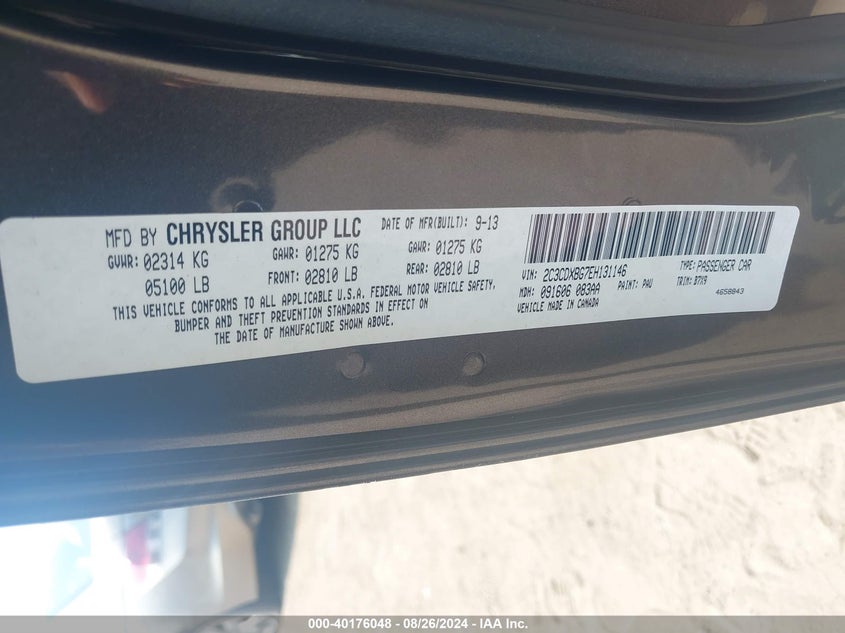 MFD BY CHRYSLER GROUP LLC DATE OF MFR(BUILT): 9-13
GVWR: 02314 KG GAWR: 01275 KG GAWR: 01275 KG
05100 LB FRONT: 02810 LB REAR: 02810 LB
THIS VEHICLE CONFORMS TO ALL APPLICABLE U.S.A. FEDERAL MOTOR VEHICLE SAFETY,
BUMPER AND THEFT PREVENTION STANDARDS IN EFFECT ON
THE DATE OF MANUFACTURE SHOWN ABOVE.
VIN: 2C3CDXBG7EH131146 TYPE: PASSENGER CAR
MDH: 091606 083AA PAINT: PAU TRIM: B7X9
VEHICLE MADE IN CANADA 4658843
000-40176048 - 08/26/2024 - IAA Inc.